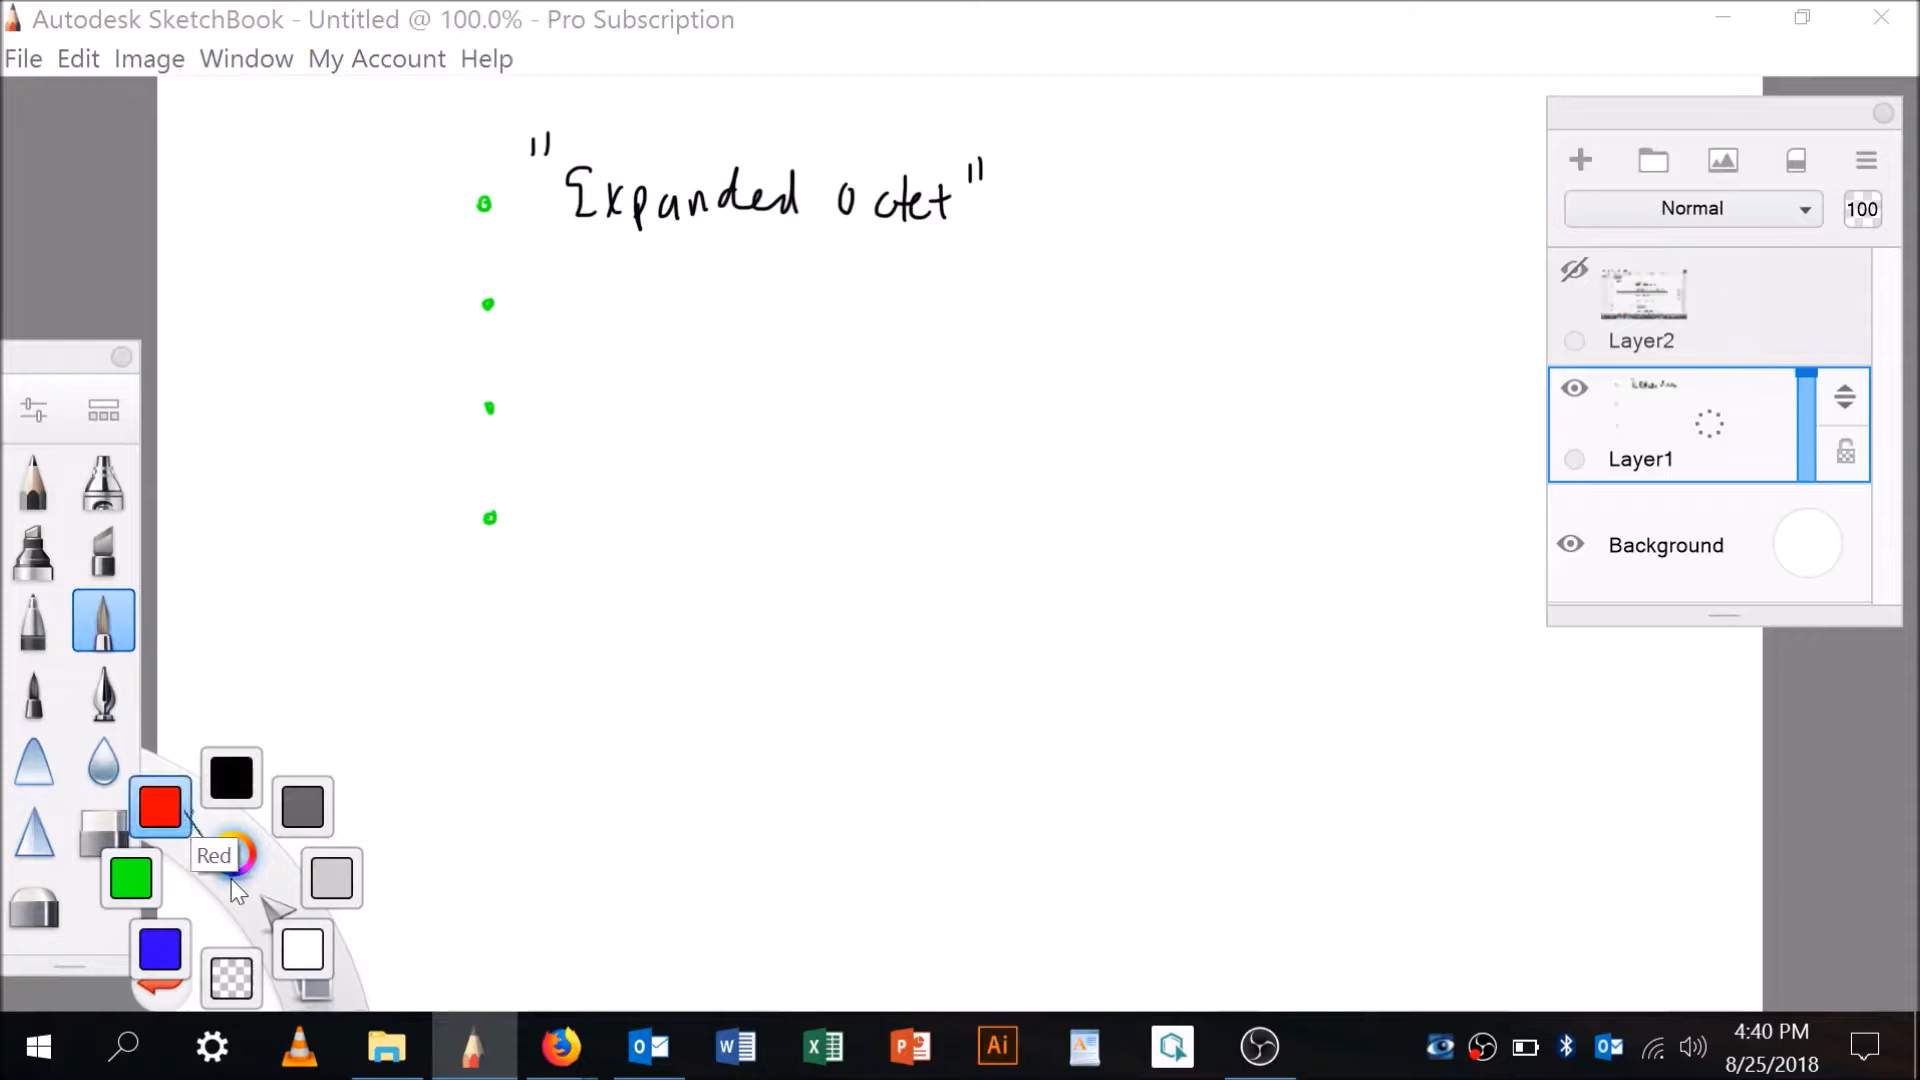 Autodesk SketchBook - Untitled @ 100.0% - Pro Subscription
File Edit Image Window My Account Help
"Expanded octet"
Normal 100
Layer2
Layer1
Background
Red
Ai
4:40 PM
8/25/2018